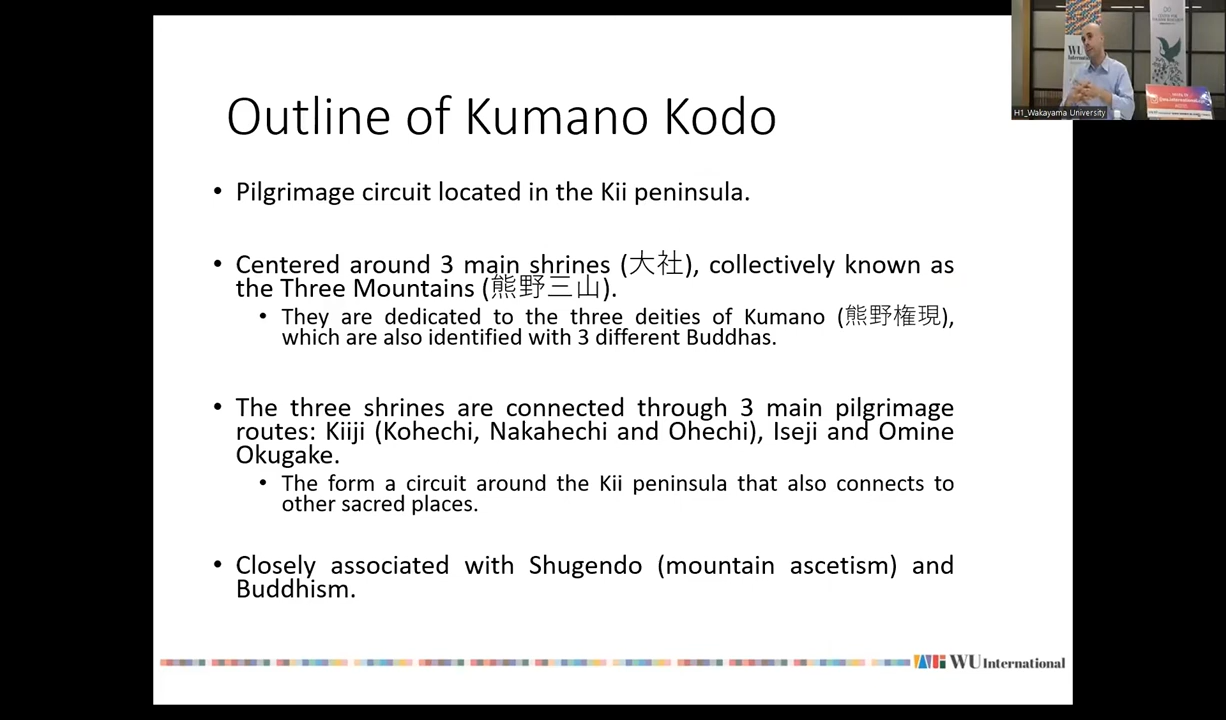 Outline of Kumano Kodo
• Pilgrimage circuit located in the Kii peninsula.
• Centered around 3 main shrines (大社), collectively known as
the Three Mountains (熊野三山).
• They are dedicated to the three deities of Kumano (熊野権現),
which are also identified with 3 different Buddhas.
• The three shrines are connected through 3 main pilgrimage
routes: Kiiji (Kohechi, Nakahechi and Ohechi), Iseji and Omine
Okugake.
• The form a circuit around the Kii peninsula that also connects to
other sacred places.
• Closely associated with Shugendo (mountain ascetism) and
Buddhism.
WU International
WU
H1_Wakayama University